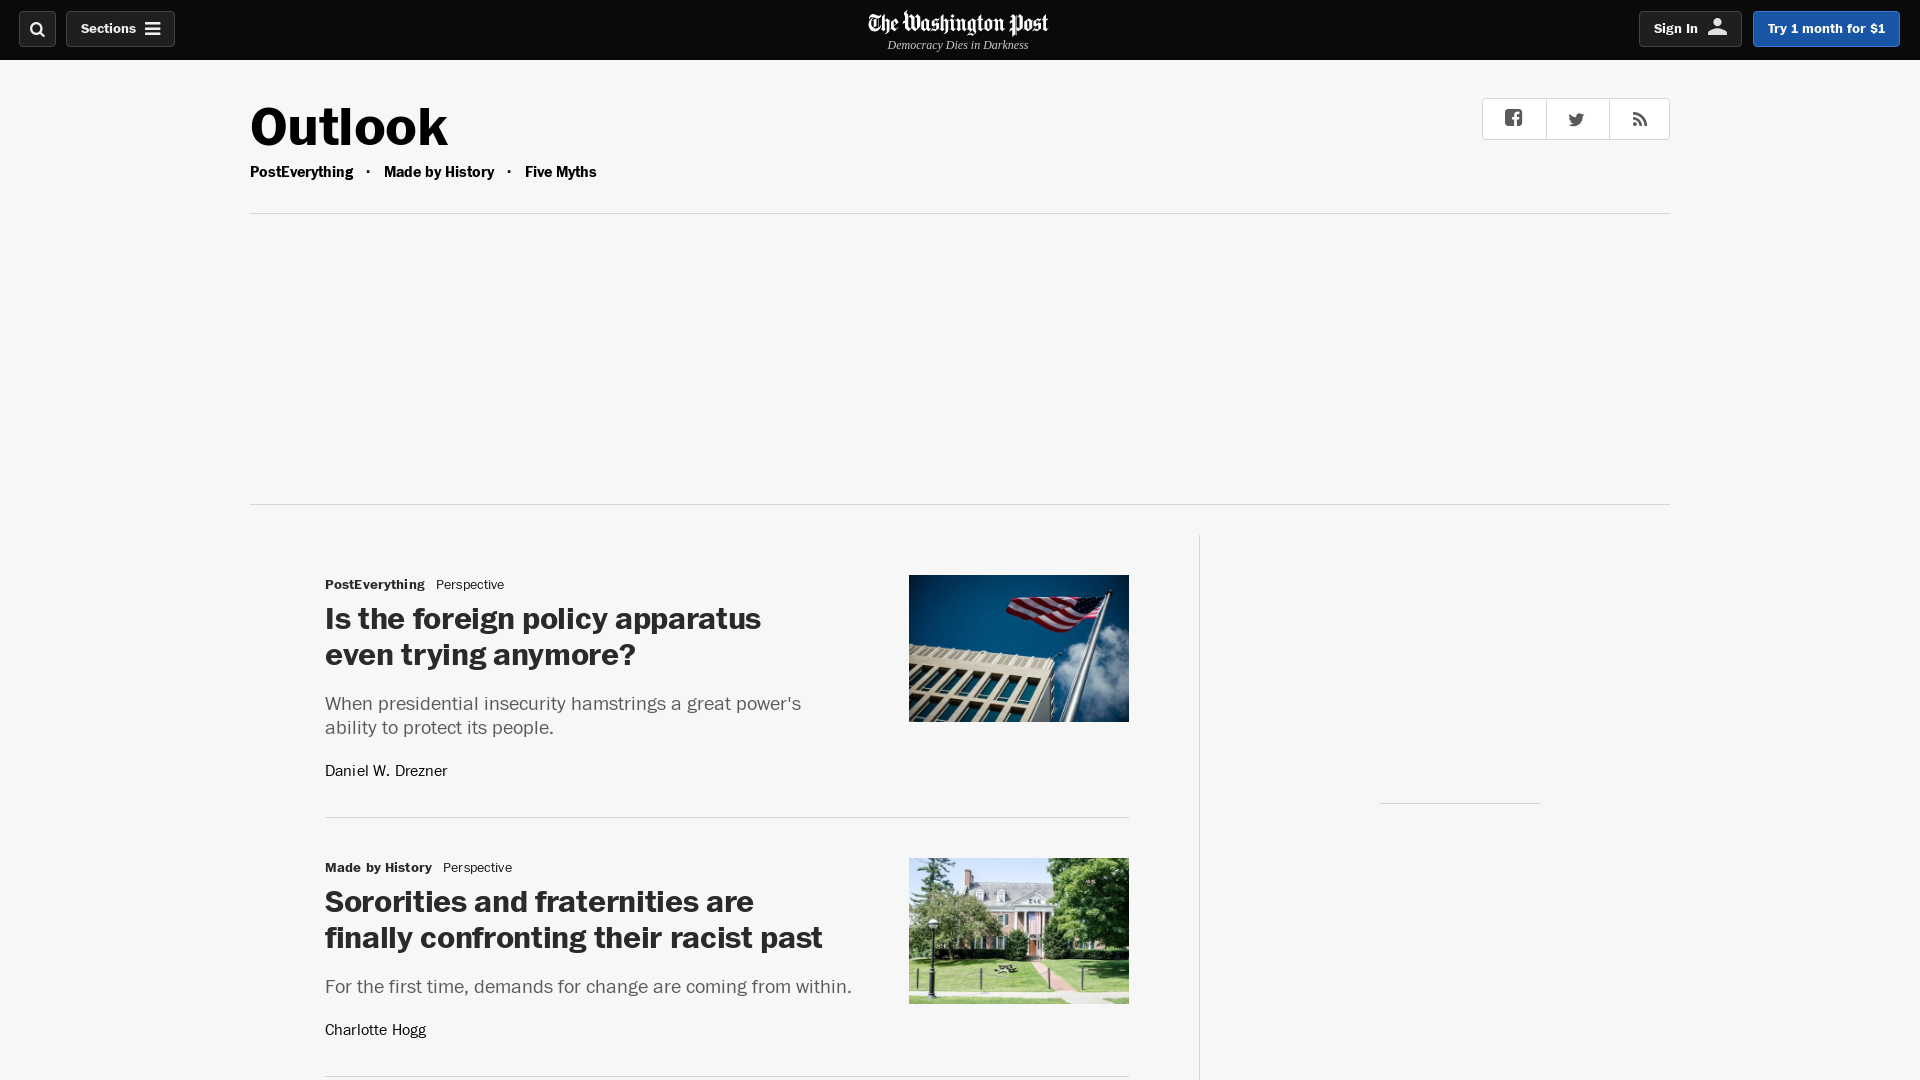 Sections
The Washington Post
Democracy Dies in Darkness
Sign In
Try 1 month for $1
Outlook
PostEverything · Made by History · Five Myths
PostEverything Perspective
Is the foreign policy apparatus
even trying anymore?
When presidential insecurity hamstrings a great power's
ability to protect its people.
Daniel W. Drezner
Made by History Perspective
Sororities and fraternities are
finally confronting their racist past
For the first time, demands for change are coming from within.
Charlotte Hogg